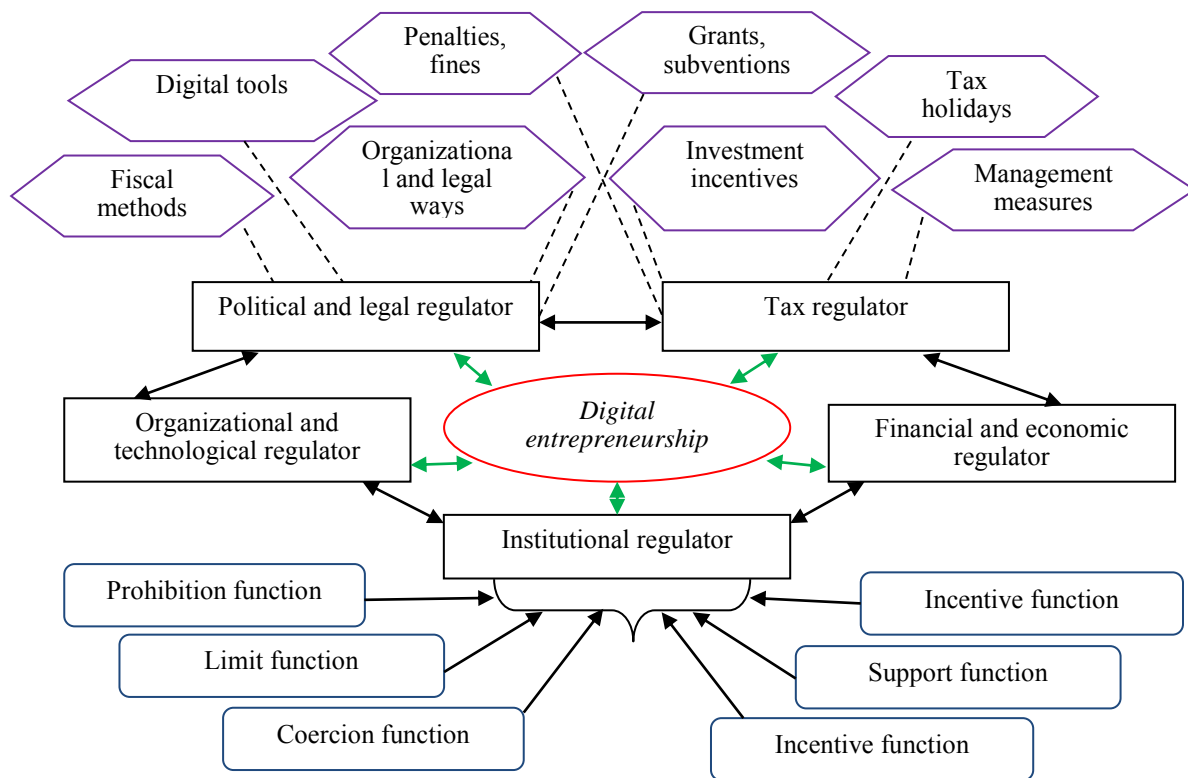 Penalties,
fines
Grants,
subventions
Digital tools
Tax
holidays
Organizationa
l and legal
ways
Investment
incentives
Fiscal
methods
Management
measures
Political and legal regulator
Tax regulator
Digital
entrepreneurship
Organizational and
technological regulator
Financial and economic
regulator
Institutional regulator
Prohibition function
Incentive function
Limit function
Support function
Coercion function
Incentive function